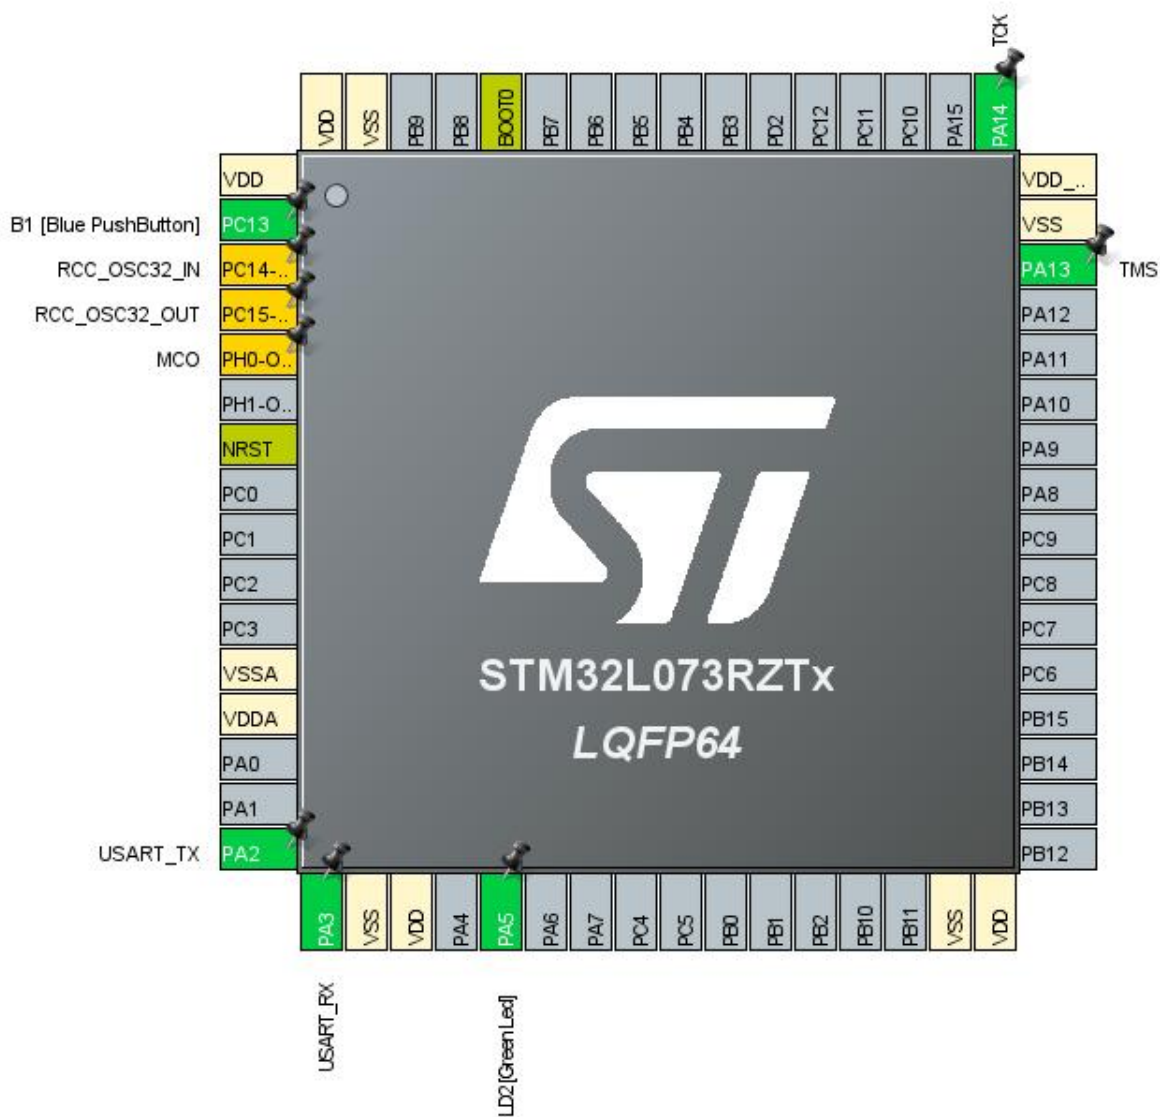 TCK
VDD
VSS
PB9
PB8
BOOT0
PB7
PB6
PB5
PB4
PB3
PD2
PC12
PC11
PC10
PA15
PA14
VDD
B1 [Blue PushButton]
PC13
RCC_OSC32_IN
PC14-..
RCC_OSC32_OUT
PC15-..
MCO
PH0-O..
PH1-O..
NRST
PC0
PC1
PC2
PC3
VSSA
VDDA
PA0
PA1
USART_TX
PA2
VDD_..
VSS
PA13
TMS
PA12
PA11
PA10
PA9
PA8
PC9
PC8
PC7
PC6
PB15
PB14
PB13
PB12
ST
STM32L073RZTx
LQFP64
PA3
VSS
VDD
PA4
PA5
PA6
PA7
PC4
PC5
PB0
PB1
PB2
PB10
PB11
VSS
VDD
USART_RX
LD2 [Green Led]